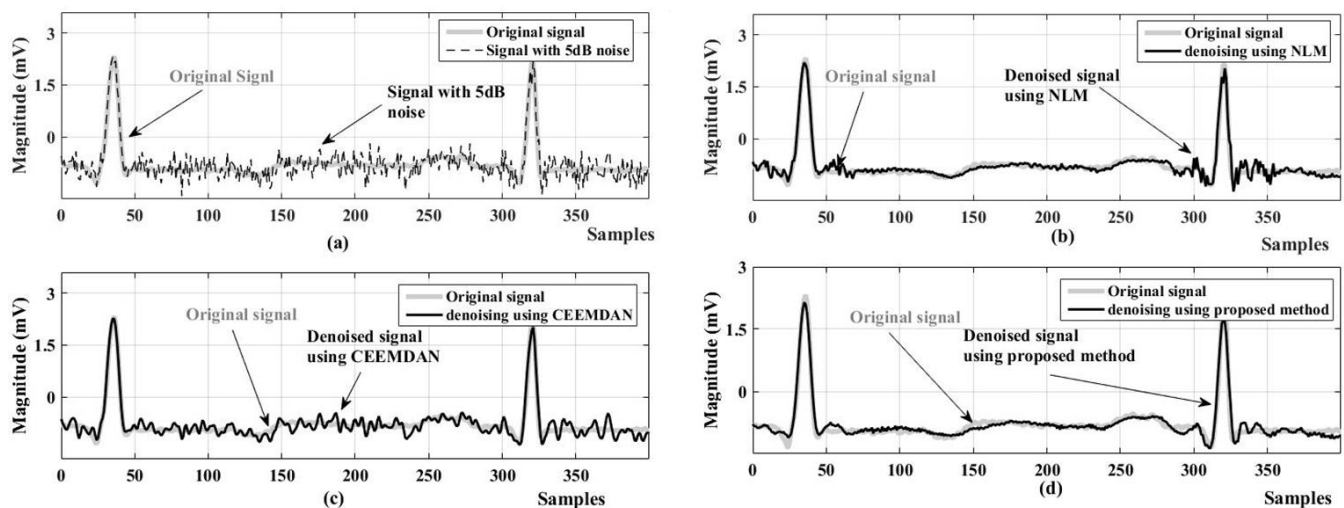 3
Original signal
Signal with 5dB noise
Original Signl
Signal with 5dB
noise
1.5
0
Magnitude (mV)
0 50 100 150 200 250 300 350
(a)
Samples
3
Original signal
denoising using NLM
Original signal
Denoised signal
using NLM
1.5
0
Magnitude (mV)
0 50 100 150 200 250 300 350
(b)
Samples
3
Original signal
denoising using CEEMDAN
Original signal
Denoised signal
using CEEMDAN
1.5
0
Magnitude (mV)
0 50 100 150 200 250 300 350
(c)
Samples
3
Original signal
denoising using proposed method
Original signal
Denoised signal
using proposed method
1.5
0
Magnitude (mV)
0 50 100 150 200 250 300 350
(d)
Samples